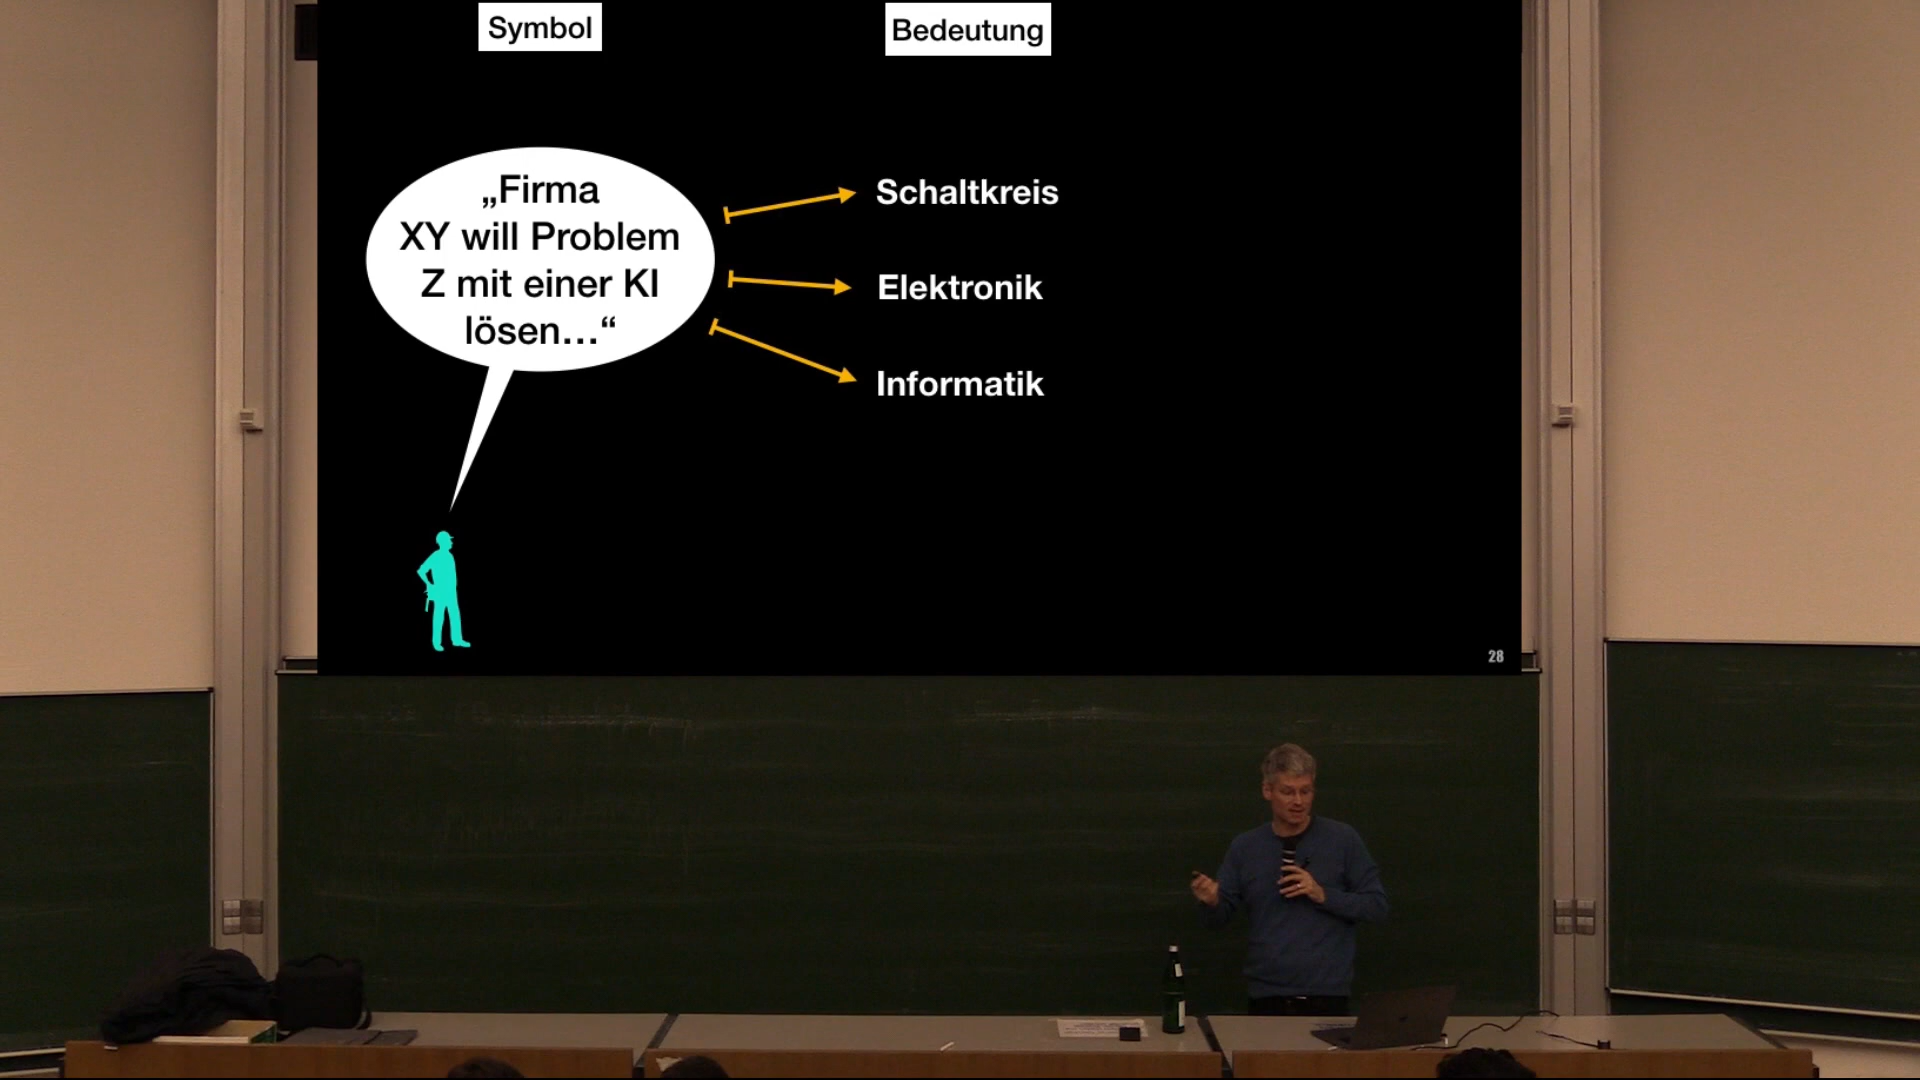 Symbol
Bedeutung
„Firma
XY will Problem
Z mit einer KI
lösen…“
Schaltkreis
Elektronik
Informatik
28